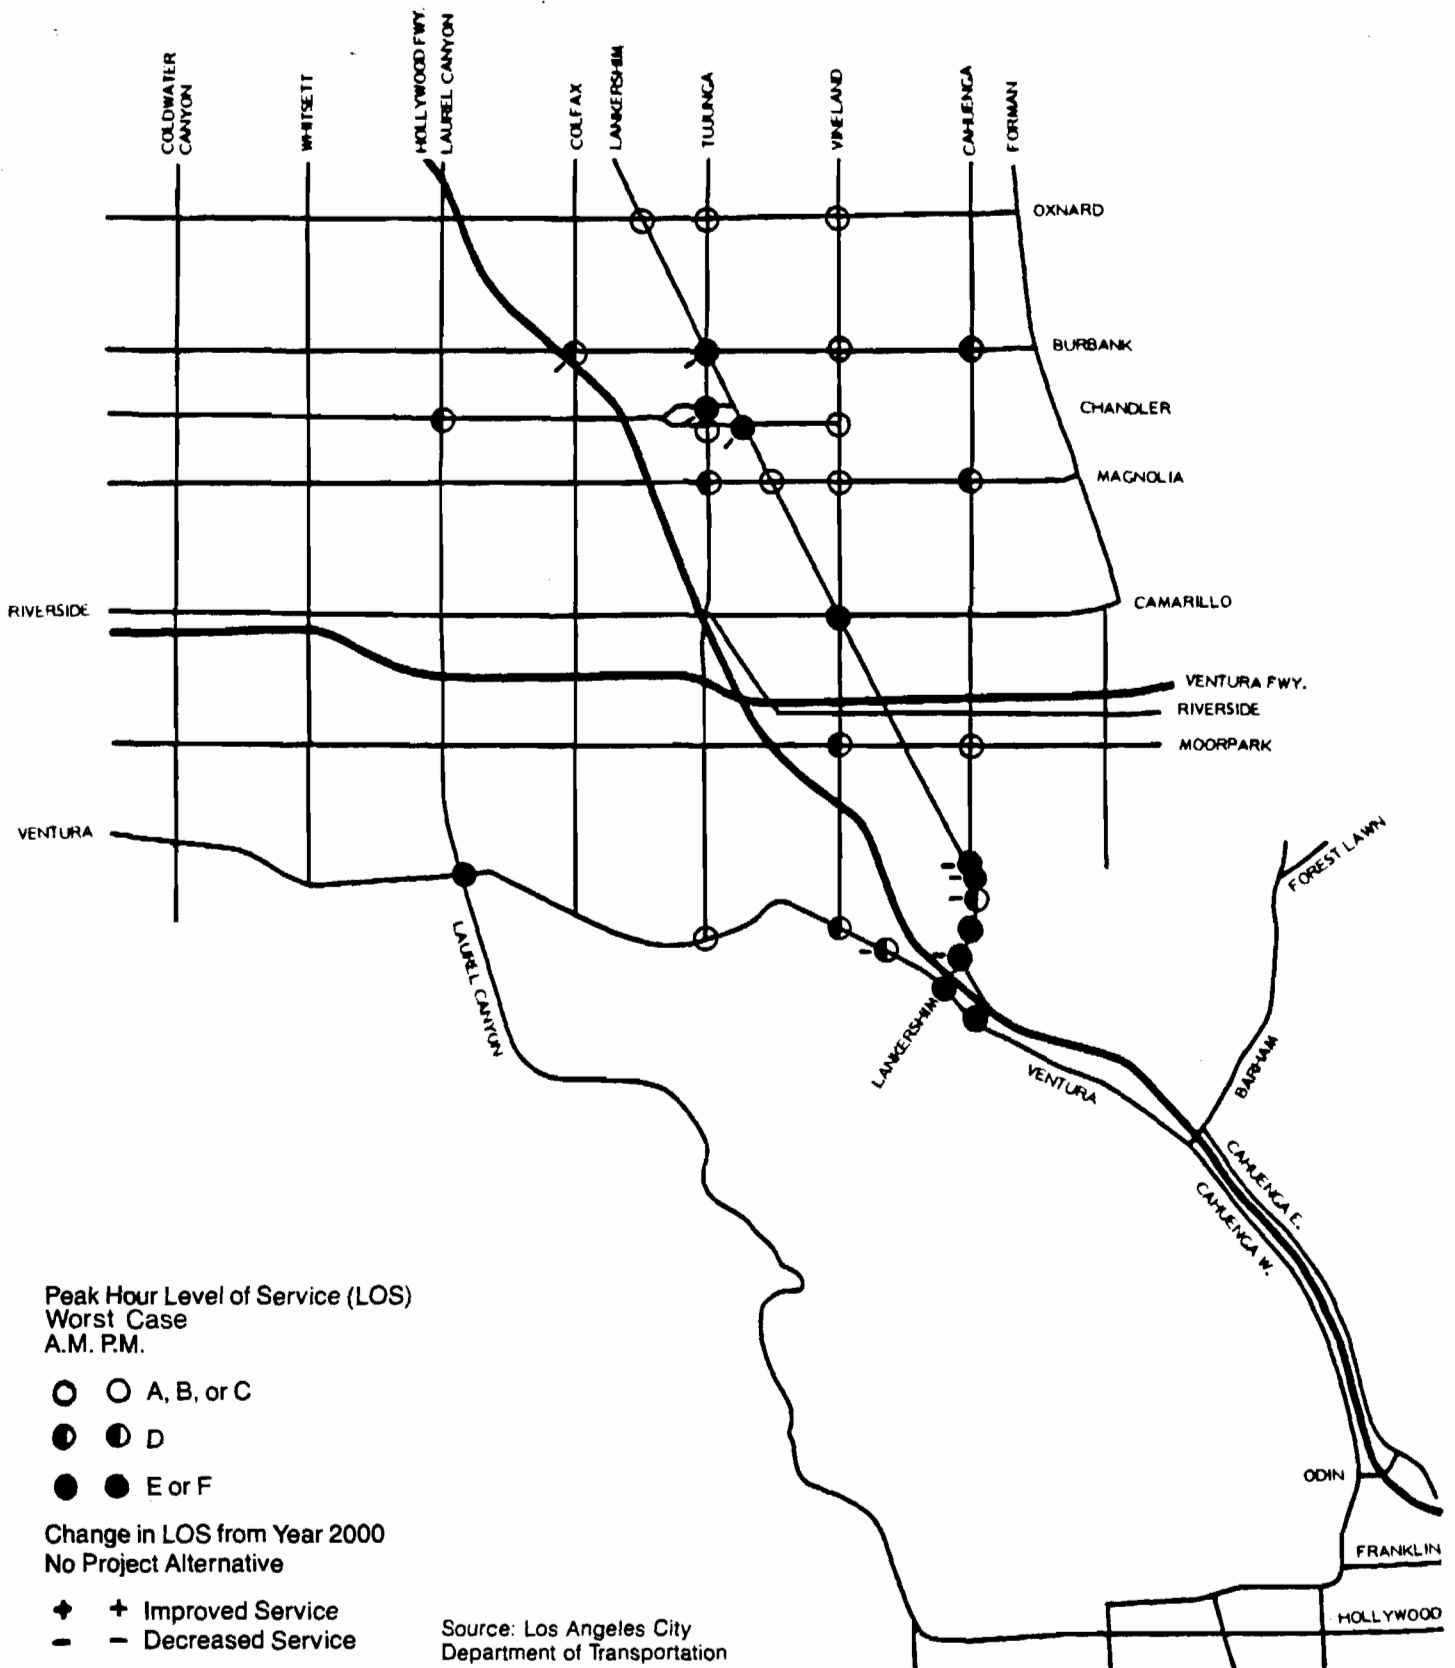 COLDWATER
CANYON
WHITSETT
HOLLYWOOD FWY.
LAUREL CANYON
COLFAX
LANKERSHIM
TUJUNGA
VINELAND
CAHUENGA
FORMAN
OXNARD
BURBANK
CHANDLER
MAGNOLIA
RIVERSIDE
CAMARILLO
VENTURA FWY.
RIVERSIDE
MOORPARK
VENTURA
FOREST LAWN
LAUREL CANYON
LANKERSHIM
VENTURA
BARHAM
CAHUENGA E.
CAHUENGA W.
Peak Hour Level of Service (LOS)
Worst Case
A.M. P.M.
A, B, or C
D
E or F
ODIN
Change in LOS from Year 2000
No Project Alternative
FRANKLIN
+ + Improved Service
- - Decreased Service
HOLLYWOOD
Source: Los Angeles City
Department of Transportation